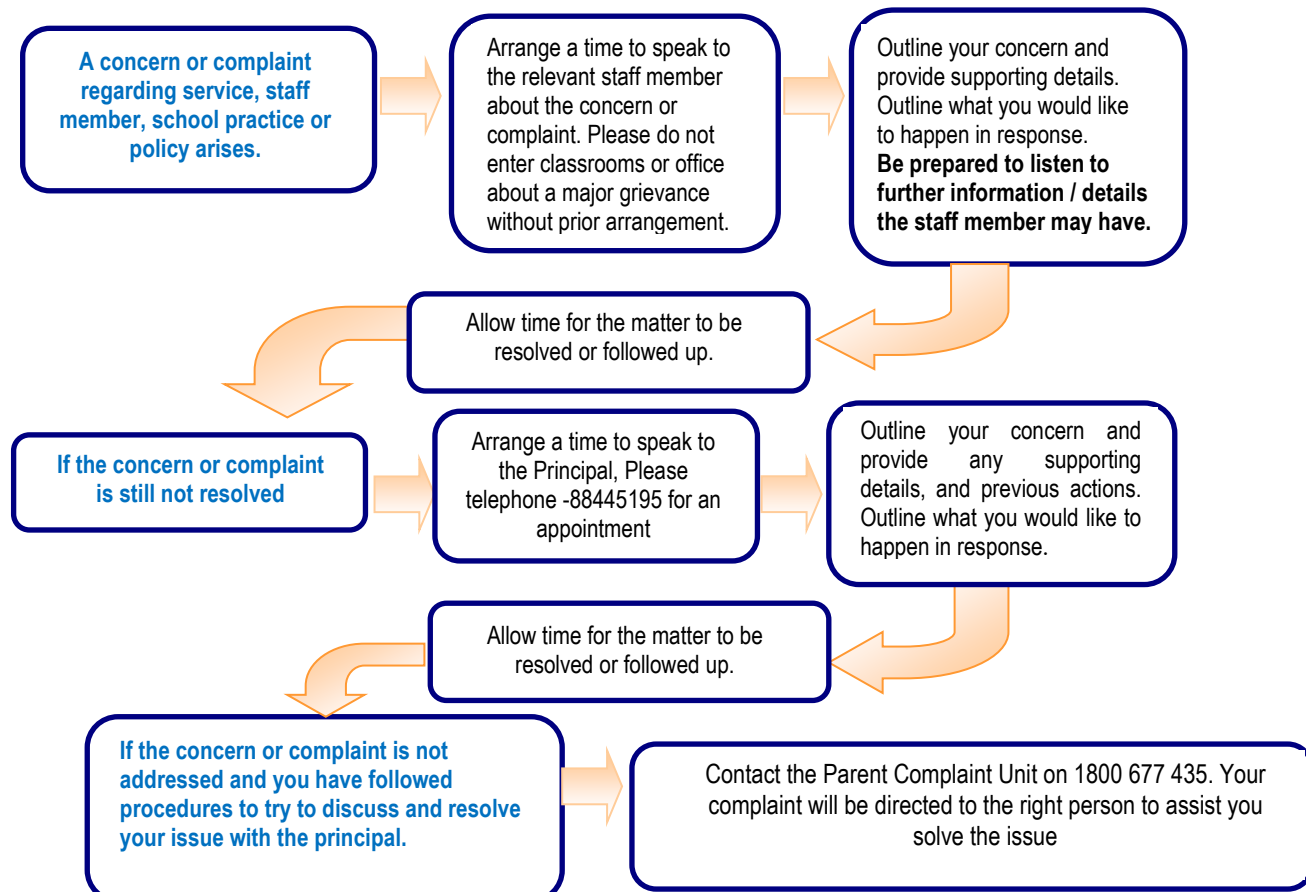 A concern or complaint
regarding service, staff
member, school practice or
policy arises.
Arrange a time to speak to
the relevant staff member
about the concern or
complaint. Please do not
enter classrooms or office
about a major grievance
without prior arrangement.
Outline your concern and
provide supporting details.
Outline what you would like
to happen in response.
Be prepared to listen to
further information / details
the staff member may have.
Allow time for the matter to be
resolved or followed up.
If the concern or complaint
is still not resolved
Arrange a time to speak to
the Principal, Please
telephone -88445195 for an
appointment
Outline your concern and
provide any supporting
details, and previous actions.
Outline what you would like to
happen in response.
Allow time for the matter to be
resolved or followed up.
If the concern or complaint is not
addressed and you have followed
procedures to try to discuss and resolve
your issue with the principal.
Contact the Parent Complaint Unit on 1800 677 435. Your
complaint will be directed to the right person to assist you
solve the issue